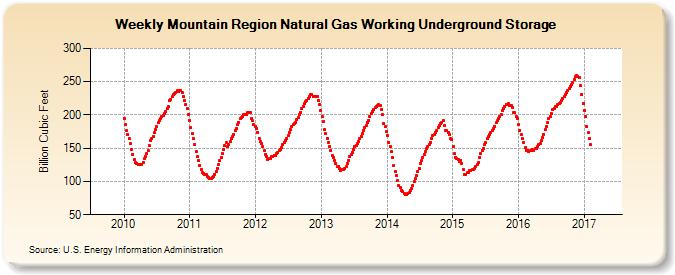 Weekly Mountain Region Natural Gas Working Underground Storage
Billion Cubic Feet
300
250
200
150
100
50
2010 2011 2012 2013 2014 2015 2016 2017
Source: U.S. Energy Information Administration